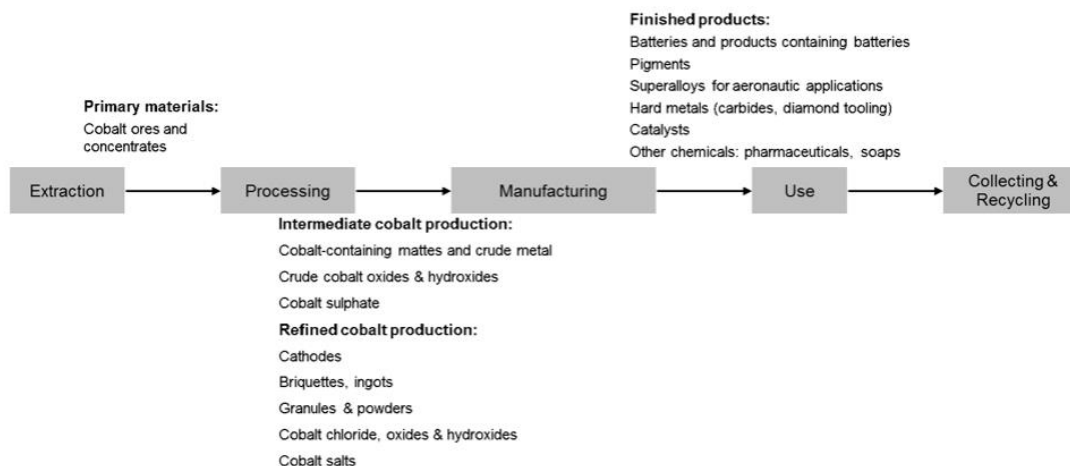 Finished products:
Batteries and products containing batteries
Pigments
Superalloys for aeronautic applications
Hard metals (carbides, diamond tooling)
Catalysts
Other chemicals: pharmaceuticals, soaps
Primary materials:
Cobalt ores and
concentrates
Extraction
Processing
Manufacturing
Use
Collecting &
Recycling
Intermediate cobalt production:
Cobalt-containing mattes and crude metal
Crude cobalt oxides & hydroxides
Cobalt sulphate
Refined cobalt production:
Cathodes
Briquettes, ingots
Granules & powders
Cobalt chloride, oxides & hydroxides
Cobalt salts